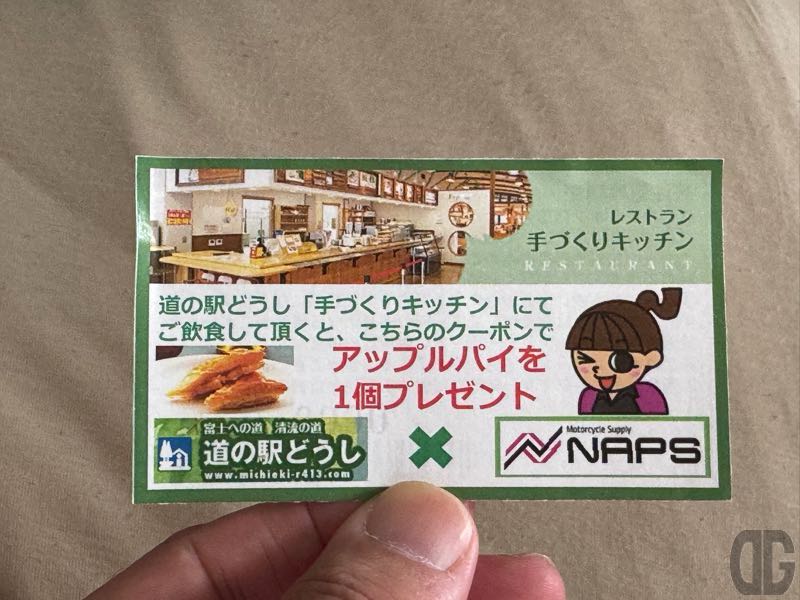 レストラン
手づくりキッチン
RESTAURANT
道の駅どうし「手づくりキッチン」にて
ご飲食して頂くと、こちらのクーポンで
アップルパイを
1個プレゼント
富士への道 清流の道
道の駅どうし
www.michieki-r413.com
×
Motorcycle Supply
NAPS
DG